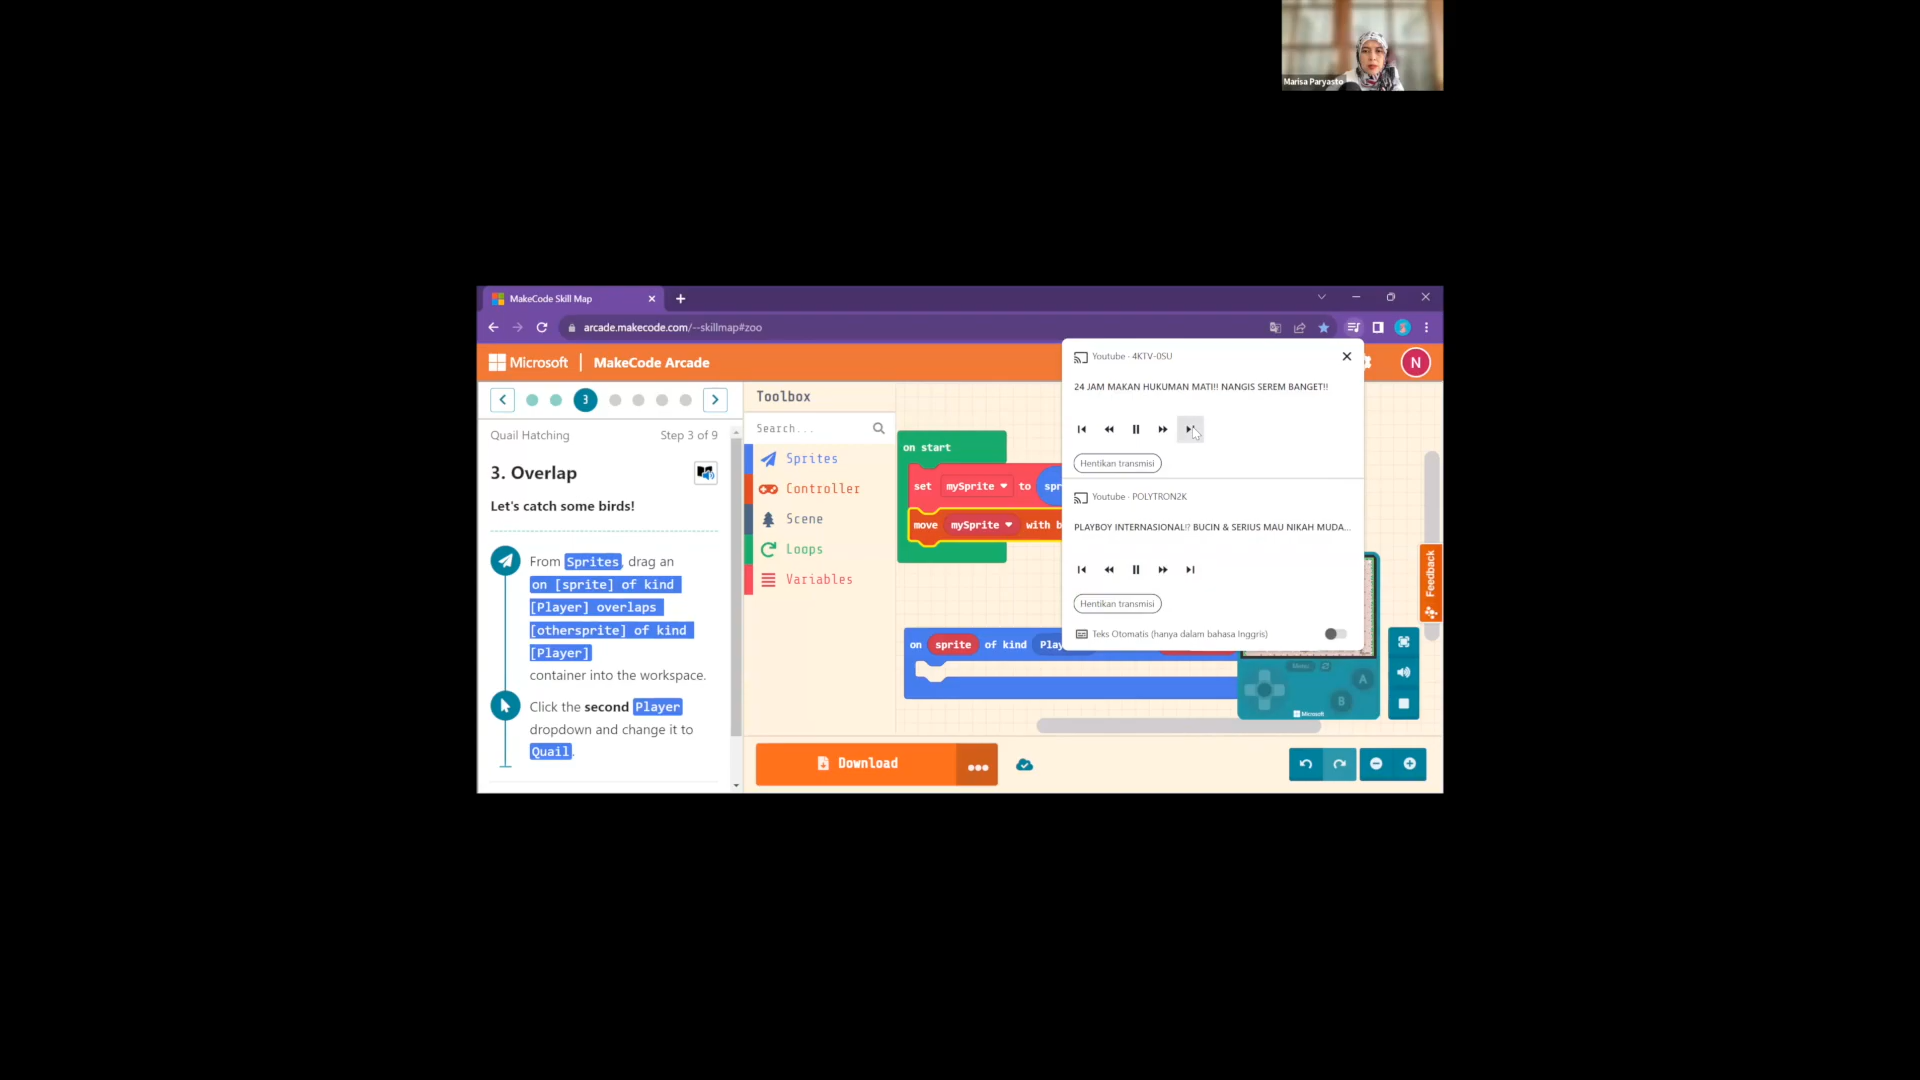 Marisa Paryasto
MakeCode Skill Map
arcade.makecode.com/--skillmap#zoo
Microsoft
MakeCode Arcade
N
3
Quail Hatching
Step 3 of 9
3. Overlap
Let's catch some birds!
From Sprites, drag an
on [sprite] of kind
[Player] overlaps
[othersprite] of kind
[Player]
container into the workspace.
Click the second Player
dropdown and change it to
Quail.
Toolbox
Search...
Sprites
Controller
Scene
Loops
Variables
on start
set mySprite to spr
move mySprite with b
on sprite of kind Play
Youtube · 4KTV-0SU
24 JAM MAKAN HUKUMAN MATI!! NANGIS SEREM BANGET!!
Hentikan transmisi
Youtube · POLYTRON2K
PLAYBOY INTERNASIONAL!? BUCIN & SERIUS MAU NIKAH MUDA...
Hentikan transmisi
Teks Otomatis (hanya dalam bahasa Inggris)
Feedback
Menu
A
B
Microsoft
Download